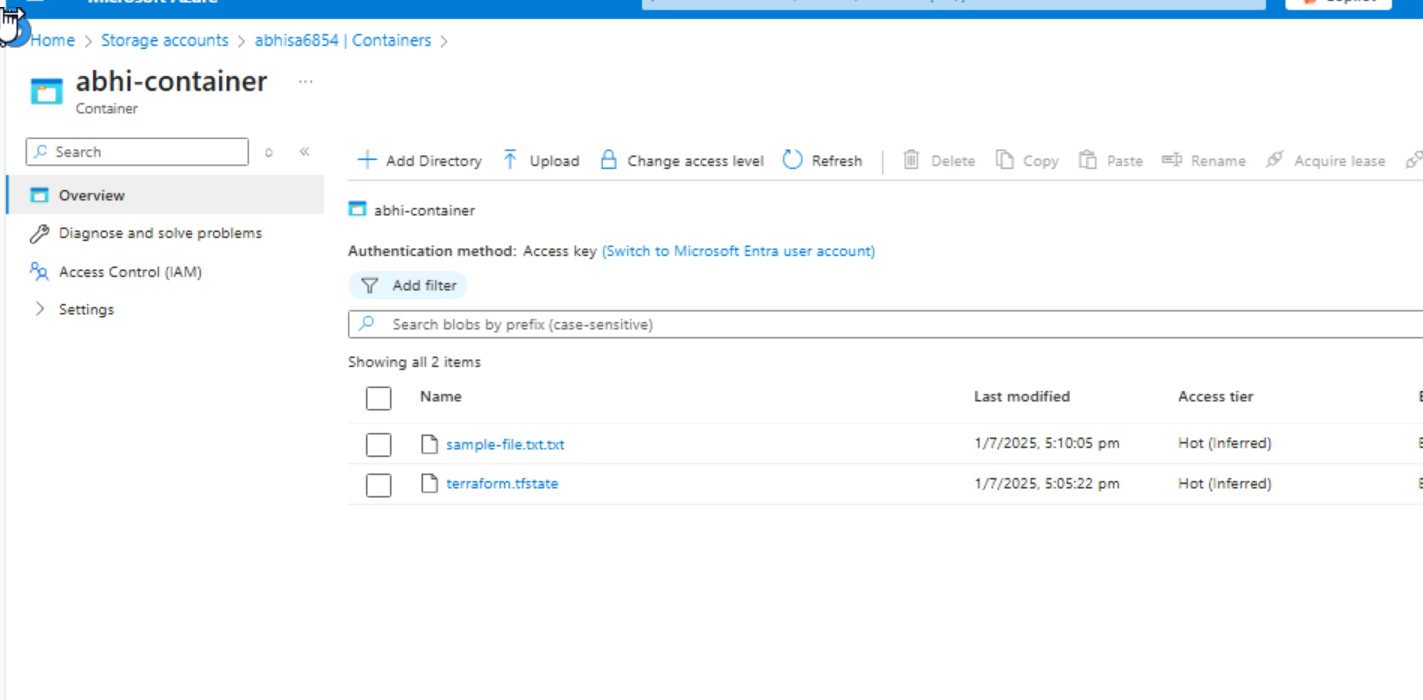 Microsoft Azure
Copilot
Home > Storage accounts > abhisa6854 | Containers >
abhi-container ...
Container
Search
Add Directory Upload Change access level Refresh Delete Copy Paste Rename Acquire lease
Overview
Diagnose and solve problems
Access Control (IAM)
Settings
abhi-container
Authentication method: Access key (Switch to Microsoft Entra user account)
Add filter
Search blobs by prefix (case-sensitive)
Showing all 2 items
Name Last modified Access tier
sample-file.txt.txt 1/7/2025, 5:10:05 pm Hot (Inferred)
terraform.tfstate 1/7/2025, 5:05:22 pm Hot (Inferred)